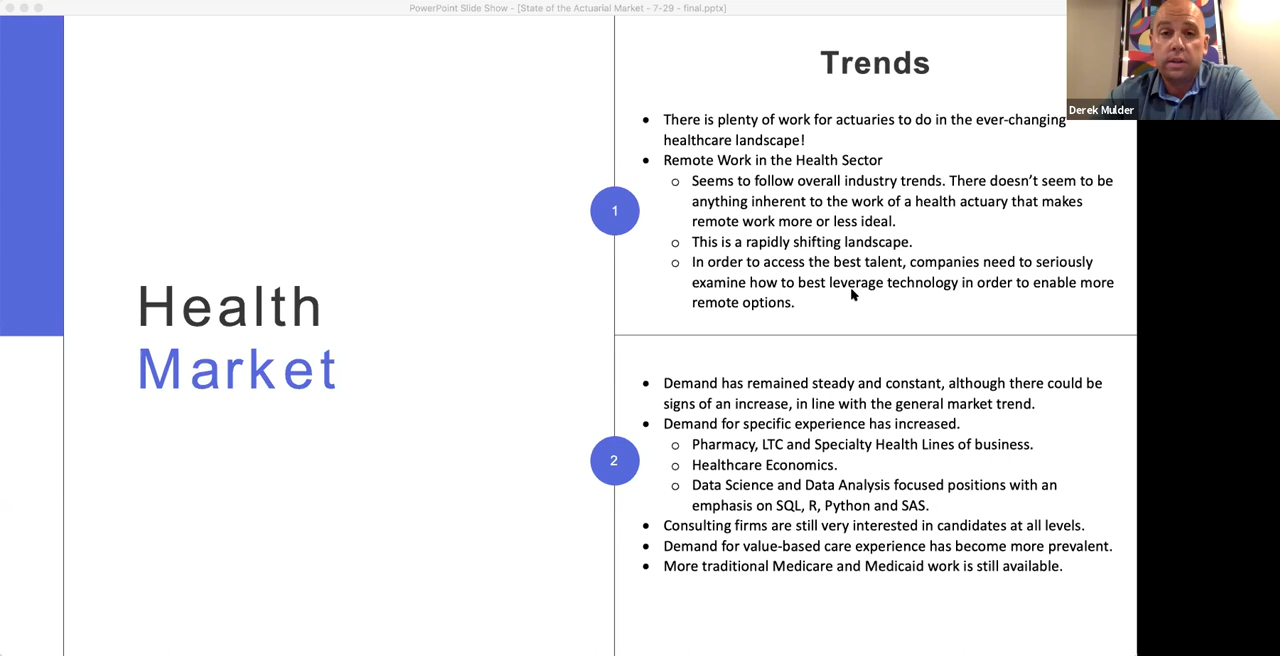 PowerPoint Slide Show - [State of the Actuarial Market - 7-29 - final.pptx]
Derek Mulder
Health
Market
Trends
1
• There is plenty of work for actuaries to do in the ever-changing
healthcare landscape!
• Remote Work in the Health Sector
o Seems to follow overall industry trends. There doesn’t seem to be
anything inherent to the work of a health actuary that makes
remote work more or less ideal.
o This is a rapidly shifting landscape.
o In order to access the best talent, companies need to seriously
examine how to best leverage technology in order to enable more
remote options.
2
• Demand has remained steady and constant, although there could be
signs of an increase, in line with the general market trend.
• Demand for specific experience has increased.
o Pharmacy, LTC and Specialty Health Lines of business.
o Healthcare Economics.
o Data Science and Data Analysis focused positions with an
emphasis on SQL, R, Python and SAS.
• Consulting firms are still very interested in candidates at all levels.
• Demand for value-based care experience has become more prevalent.
• More traditional Medicare and Medicaid work is still available.